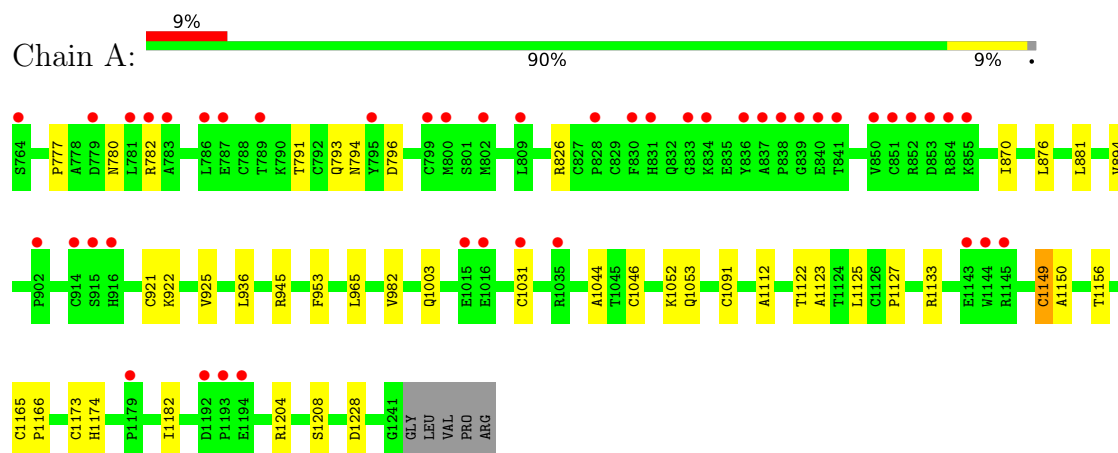 9%
Chain A:
90% 9% •
S764 P777 A778 D779 N780 L781 R782 A783 L786 E787 C788 T789 K790 T791 C792 Q793 N794 Y795 D796 C799 M800 S801 M802 L809 R826 C827 P828 C829 F830 H831 Q832 G833 K834 E835 Y836 A837 P838 G839 E840 T841 V850 C851 R852 D853 R854 K855 I870 L876 L881
P902 C914 S915 H916 C921 K922 V925 L936 R945 F953 L965 V982 Q1003 E1015 E1016 C1031 R1035 A1044 T1045 C1046 K1052 Q1053 C1091 A1112 T1122 A1123 T1124 L1125 C1126 P1127 R1133 E1143 W1144 R1145 C1149 A1150 T1156
C1165 P1166 C1173 H1174 P1179 I1182 D1192 P1193 E1194 R1204 S1208 D1228 G1241 GLY LEU VAL PRO ARG